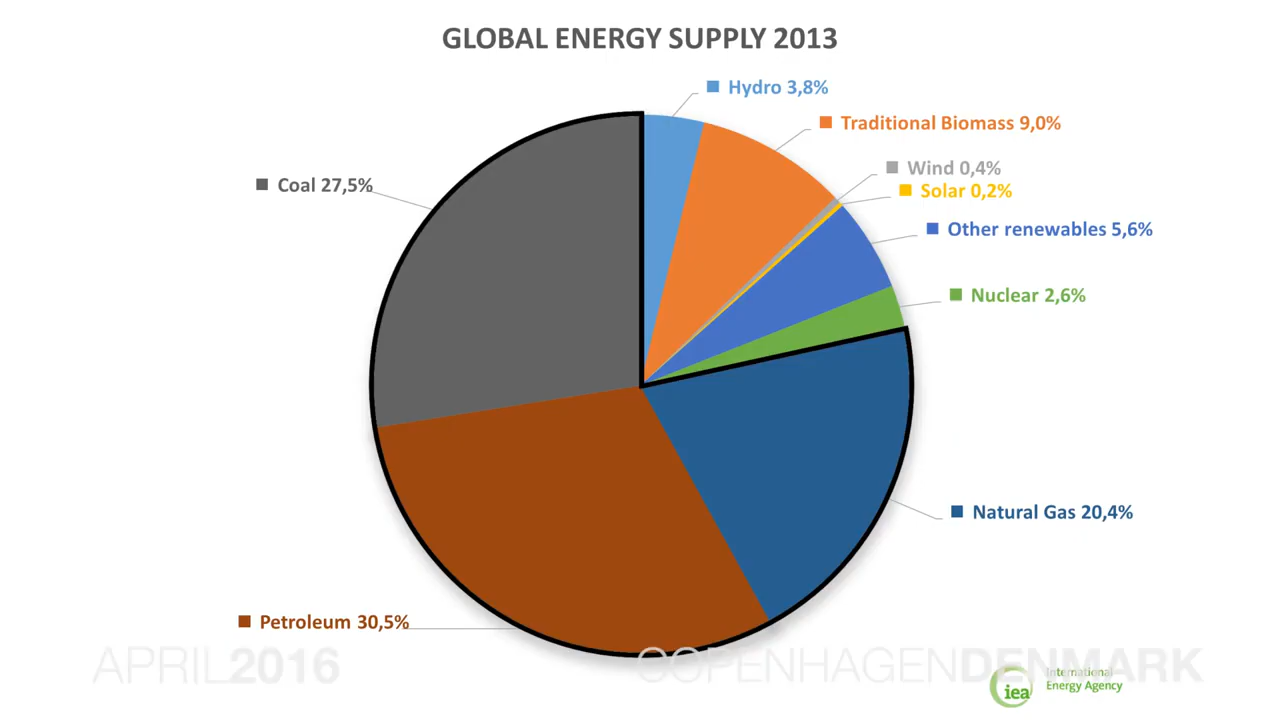 GLOBAL ENERGY SUPPLY 2013
Hydro 3,8%
Traditional Biomass 9,0%
Wind 0,4%
Coal 27,5%
Solar 0,2%
Other renewables 5,6%
Nuclear 2,6%
Natural Gas 20,4%
Petroleum 30,5%
APRIL2016
COPENHAGENDENMARK
iea
International
Energy Agency